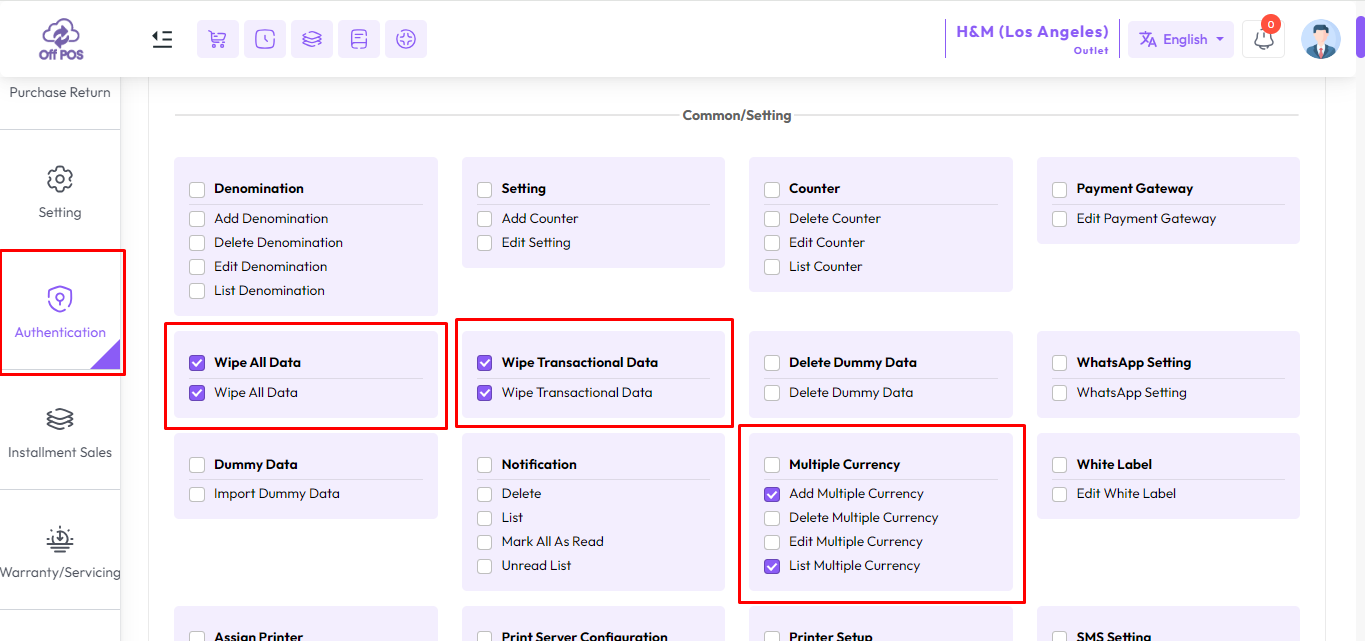 Off POS
H&M (Los Angeles)
Outlet
English
0
Purchase Return
Setting
Authentication
Installment Sales
Warranty/Servicing
Common/Setting
Denomination
Add Denomination
Delete Denomination
Edit Denomination
List Denomination
Setting
Add Counter
Edit Setting
Counter
Delete Counter
Edit Counter
List Counter
Payment Gateway
Edit Payment Gateway
Wipe All Data
Wipe All Data
Wipe Transactional Data
Wipe Transactional Data
Delete Dummy Data
Delete Dummy Data
WhatsApp Setting
WhatsApp Setting
Dummy Data
Import Dummy Data
Notification
Delete
List
Mark All As Read
Unread List
Multiple Currency
Add Multiple Currency
Delete Multiple Currency
Edit Multiple Currency
List Multiple Currency
White Label
Edit White Label
Assign Printer
Print Server Configuration
Printer Setup
SMS Setting